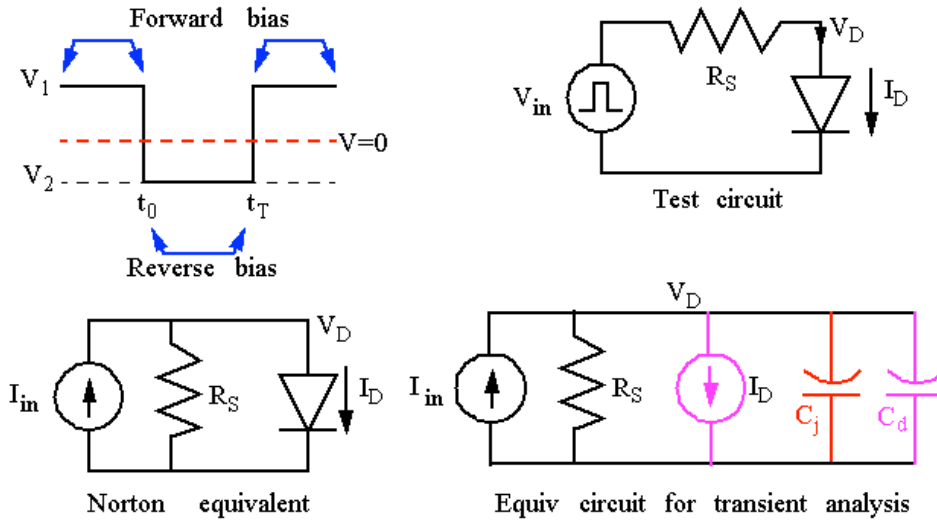 Forward bias
V1
V=0
V2
t0
tT
Reverse bias
VD
RS
Vin
ID
Test circuit
VD
Iin
RS
ID
Norton equivalent
VD
Iin
RS
ID
Cj
Cd
Equiv circuit for transient analysis